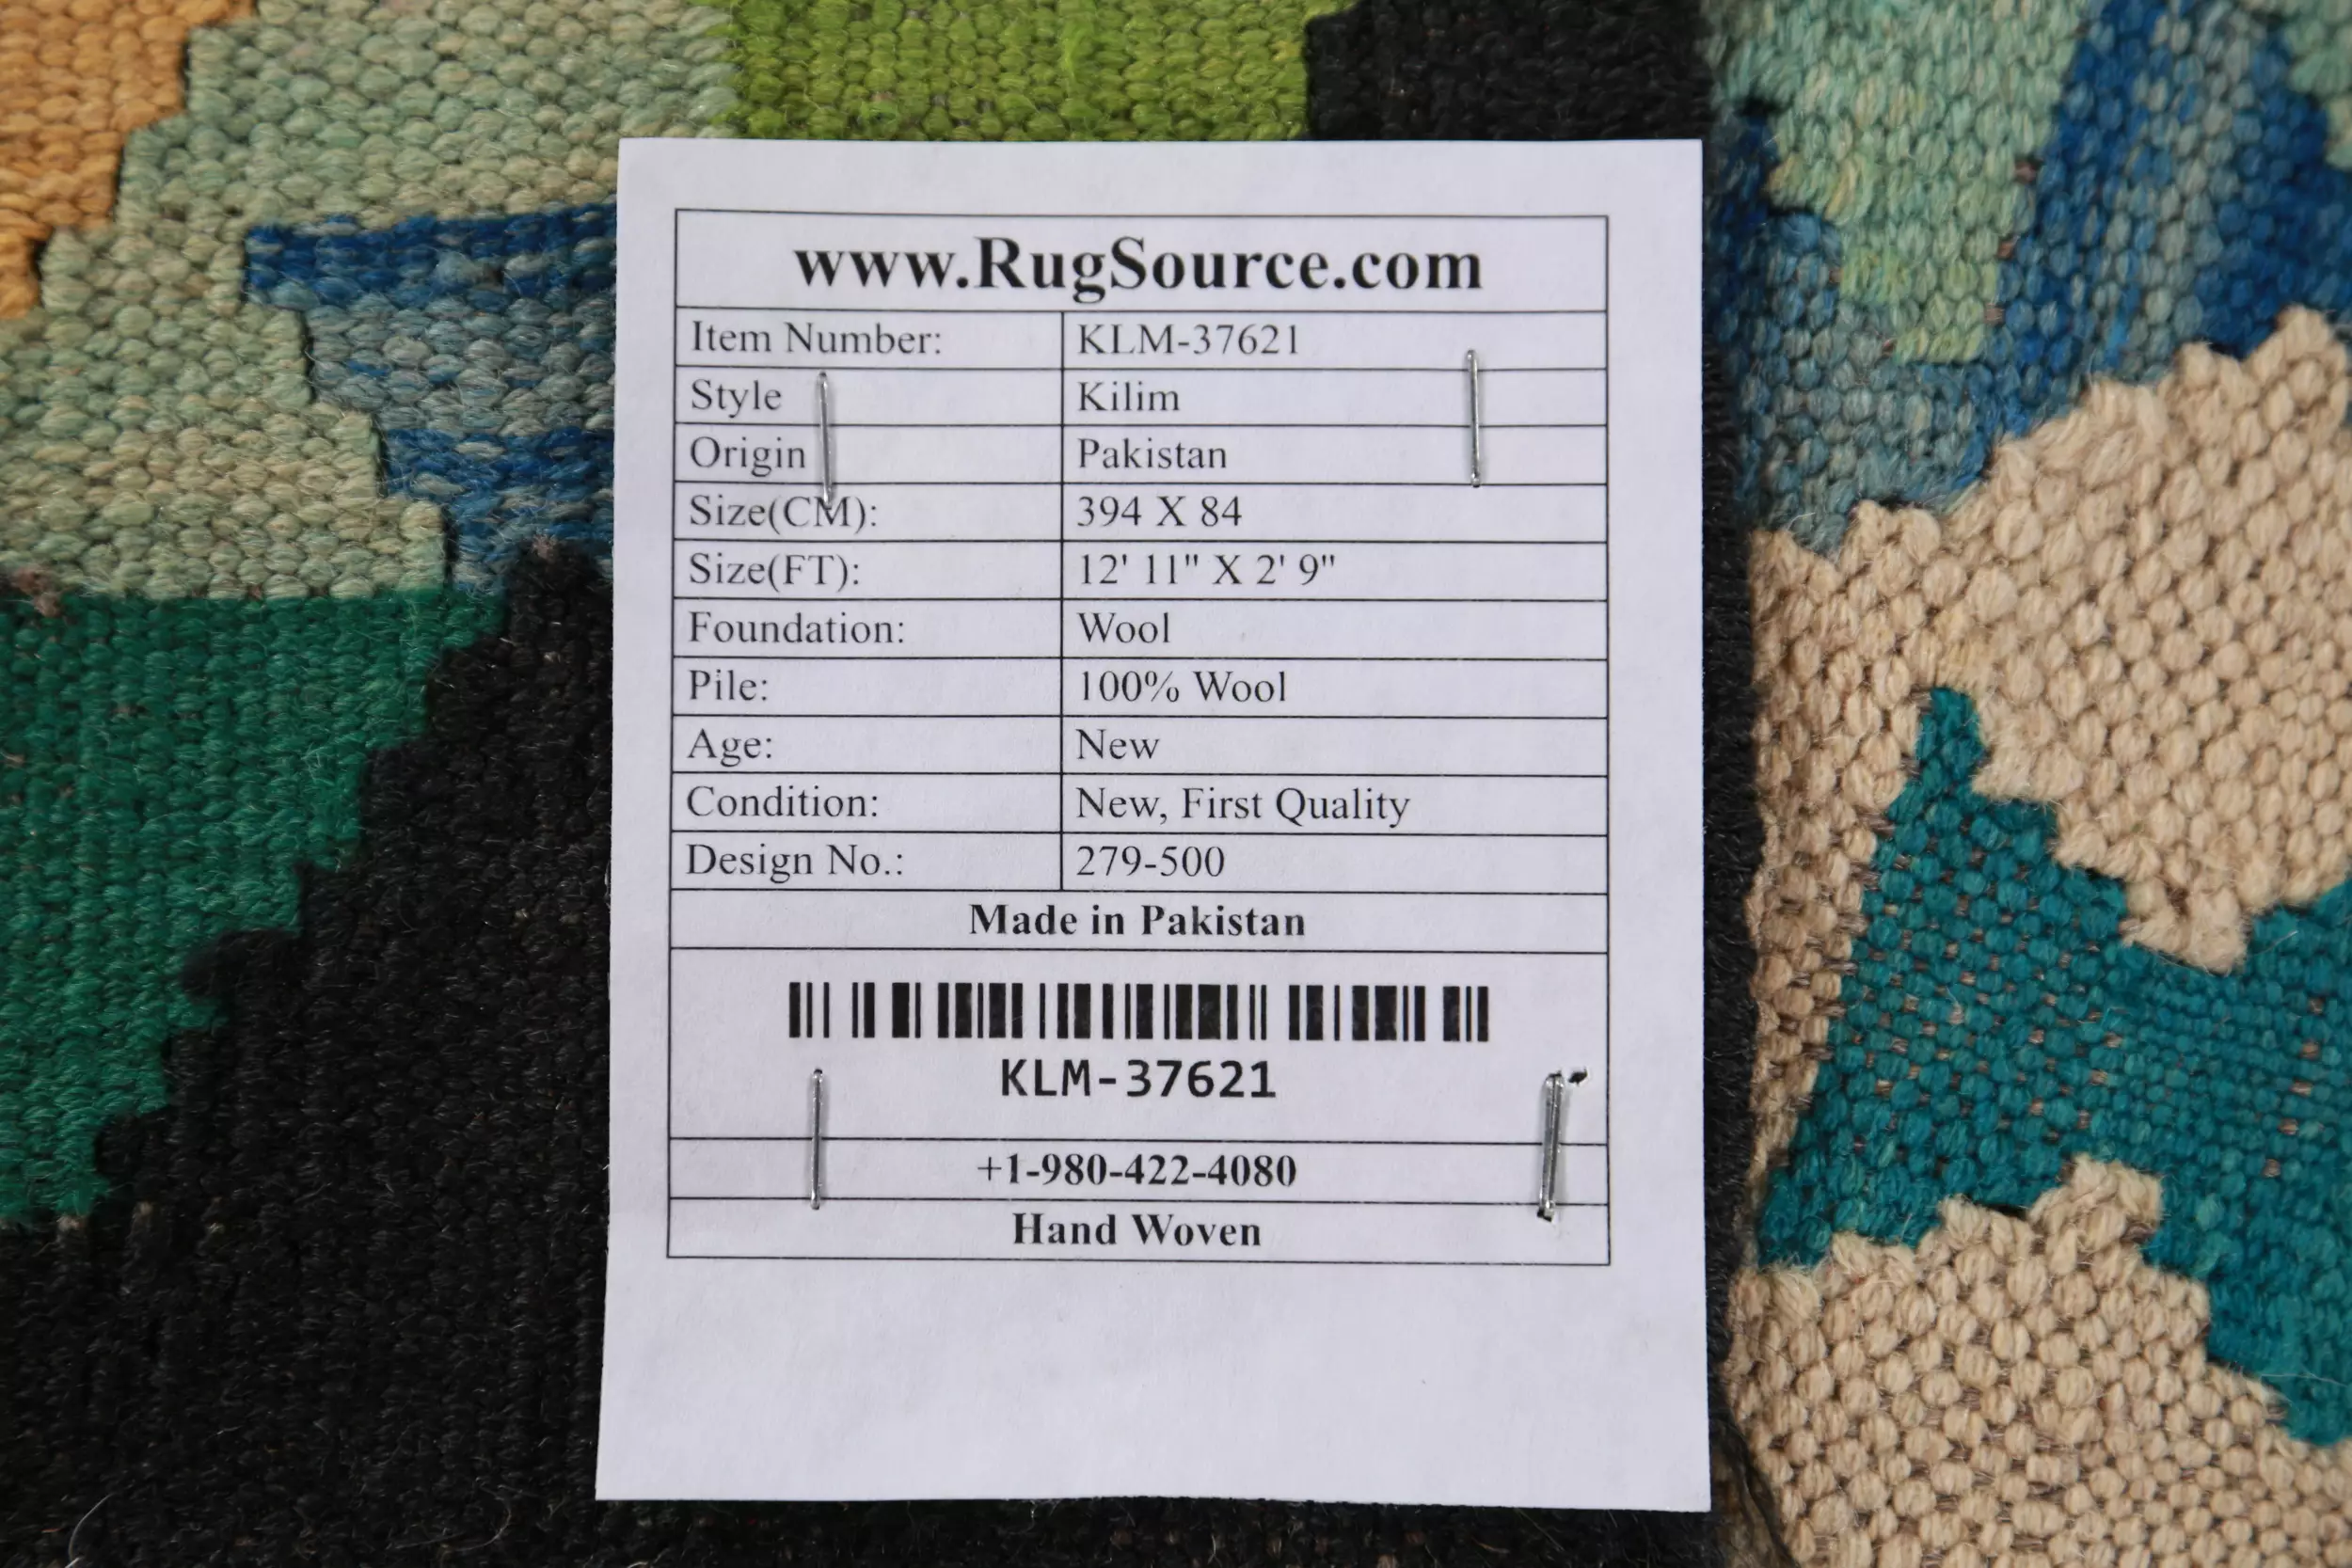 www.RugSource.com
Item Number: KLM-37621
Style Kilim
Origin Pakistan
Size(CM): 394 X 84
Size(FT): 12' 11" X 2' 9"
Foundation: Wool
Pile: 100% Wool
Age: New
Condition: New, First Quality
Design No.: 279-500
Made in Pakistan
KLM-37621
+1-980-422-4080
Hand Woven